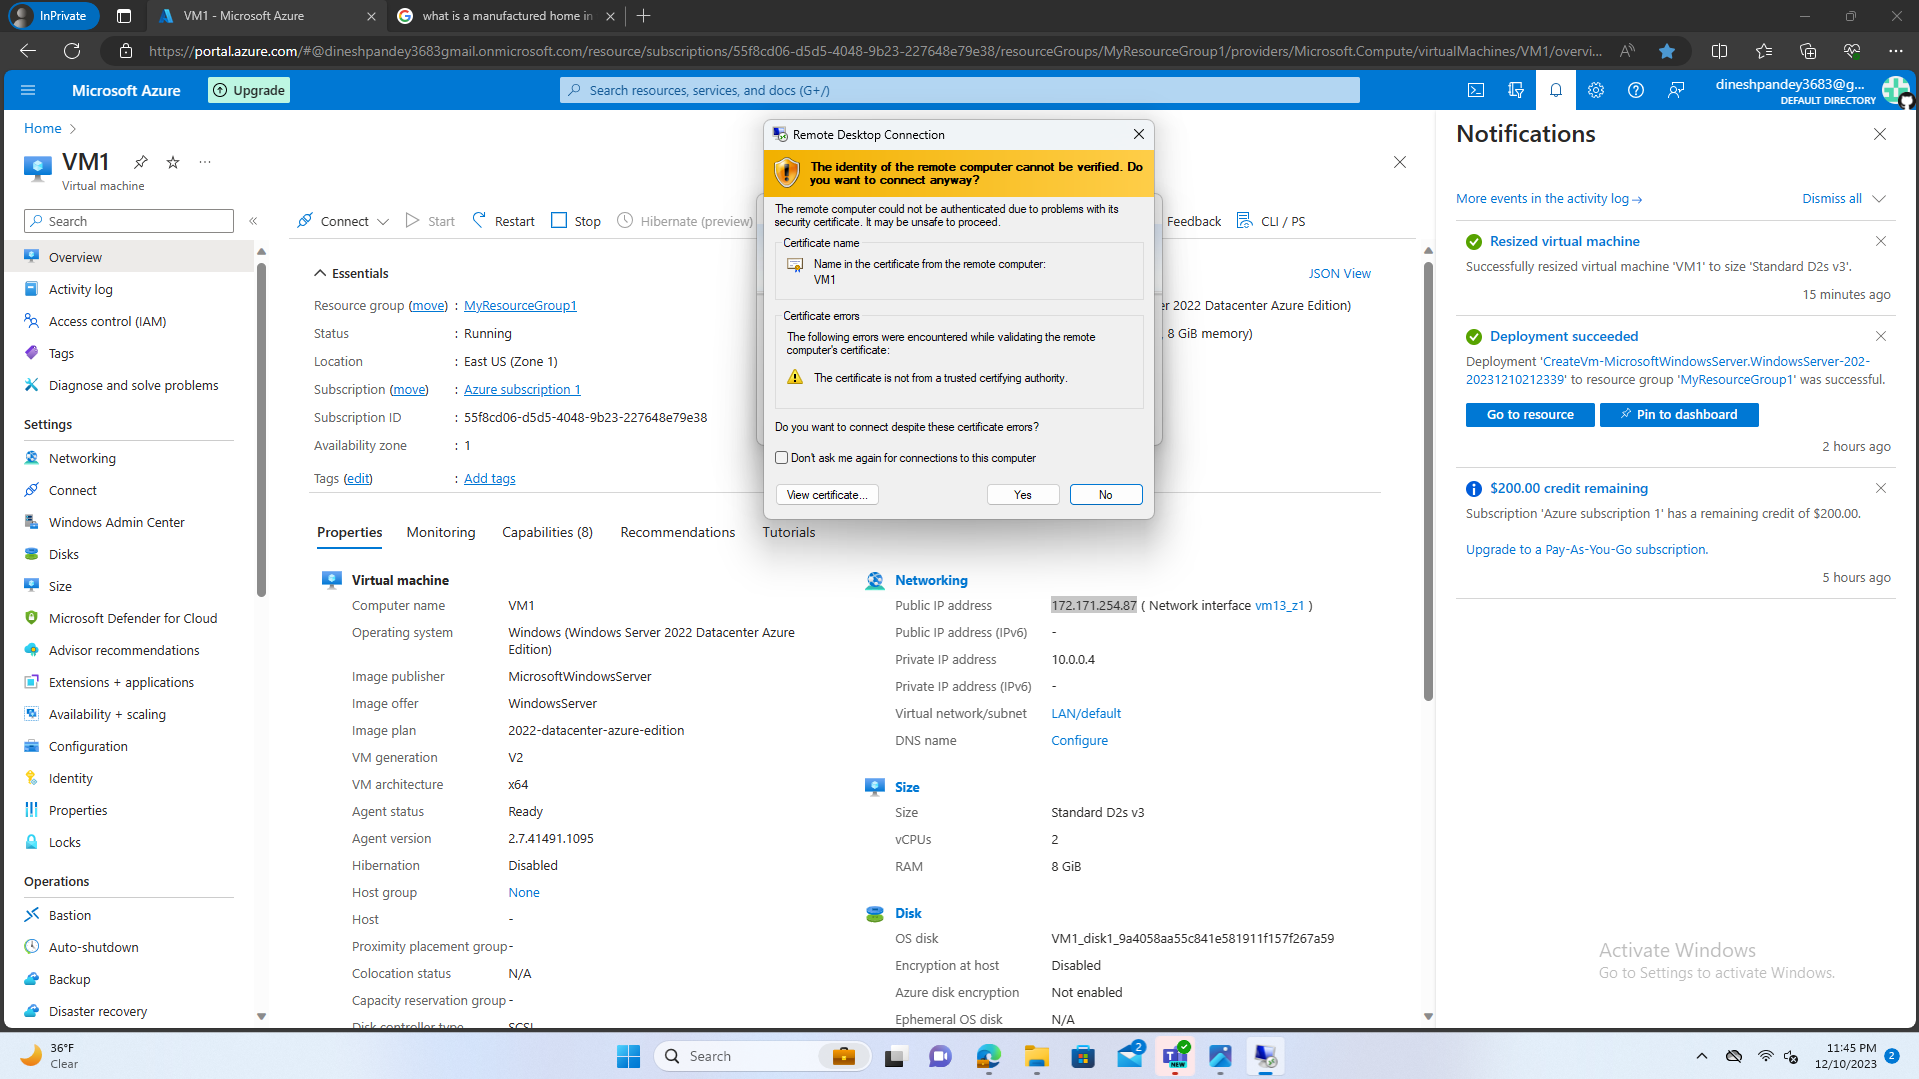 InPrivate
VM1 - Microsoft Azure
what is a manufactured home in
https://portal.azure.com/#@dineshpandey3683gmail.onmicrosoft.com/resource/subscriptions/55f8cd06-d5d5-4048-9b23-227648e79e38/resourceGroups/MyResourceGroup1/providers/Microsoft.Compute/virtualMachines/VM1/overvi...
Microsoft Azure
Upgrade
Search resources, services, and docs (G+/)
dineshpandey3683@g...
DEFAULT DIRECTORY
Home
VM1
Virtual machine
Search
Overview
Activity log
Access control (IAM)
Tags
Diagnose and solve problems
Settings
Networking
Connect
Windows Admin Center
Disks
Size
Microsoft Defender for Cloud
Advisor recommendations
Extensions + applications
Availability + scaling
Configuration
Identity
Properties
Locks
Operations
Bastion
Auto-shutdown
Backup
Disaster recovery
Connect
Start
Restart
Stop
Hibernate (preview)
Feedback
CLI / PS
Essentials
JSON View
Resource group (move) : MyResourceGroup1
Status : Running
Location : East US (Zone 1)
Subscription (move) : Azure subscription 1
Subscription ID : 55f8cd06-d5d5-4048-9b23-227648e79e38
Availability zone : 1
Tags (edit) : Add tags
2022 Datacenter Azure Edition)
8 GiB memory)
Remote Desktop Connection
The identity of the remote computer cannot be verified. Do
you want to connect anyway?
The remote computer could not be authenticated due to problems with its
security certificate. It may be unsafe to proceed.
Certificate name
Name in the certificate from the remote computer:
VM1
Certificate errors
The following errors were encountered while validating the remote
computer's certificate:
The certificate is not from a trusted certifying authority.
Do you want to connect despite these certificate errors?
Don't ask me again for connections to this computer
View certificate...
Yes
No
Properties
Monitoring
Capabilities (8)
Recommendations
Tutorials
Virtual machine
Computer name VM1
Operating system Windows (Windows Server 2022 Datacenter Azure
Edition)
Image publisher MicrosoftWindowsServer
Image offer WindowsServer
Image plan 2022-datacenter-azure-edition
VM generation V2
VM architecture x64
Agent status Ready
Agent version 2.7.41491.1095
Hibernation Disabled
Host group None
Host -
Proximity placement group -
Colocation status N/A
Capacity reservation group -
Disk controller type SCSI
Networking
Public IP address 172.171.254.87 ( Network interface vm13_z1 )
Public IP address (IPv6) -
Private IP address 10.0.0.4
Private IP address (IPv6) -
Virtual network/subnet LAN/default
DNS name Configure
Size
Size Standard D2s v3
vCPUs 2
RAM 8 GiB
Disk
OS disk VM1_disk1_9a4058aa55c841e581911f157f267a59
Encryption at host Disabled
Azure disk encryption Not enabled
Ephemeral OS disk N/A
Notifications
More events in the activity log →
Dismiss all
Resized virtual machine
Successfully resized virtual machine 'VM1' to size 'Standard D2s v3'.
15 minutes ago
Deployment succeeded
Deployment 'CreateVm-MicrosoftWindowsServer.WindowsServer-202-
20231210212339' to resource group 'MyResourceGroup1' was successful.
Go to resource
Pin to dashboard
2 hours ago
$200.00 credit remaining
Subscription 'Azure subscription 1' has a remaining credit of $200.00.
Upgrade to a Pay-As-You-Go subscription.
5 hours ago
Activate Windows
Go to Settings to activate Windows.
36°F
Clear
Search
2
NEW
11:45 PM
12/10/2023
2